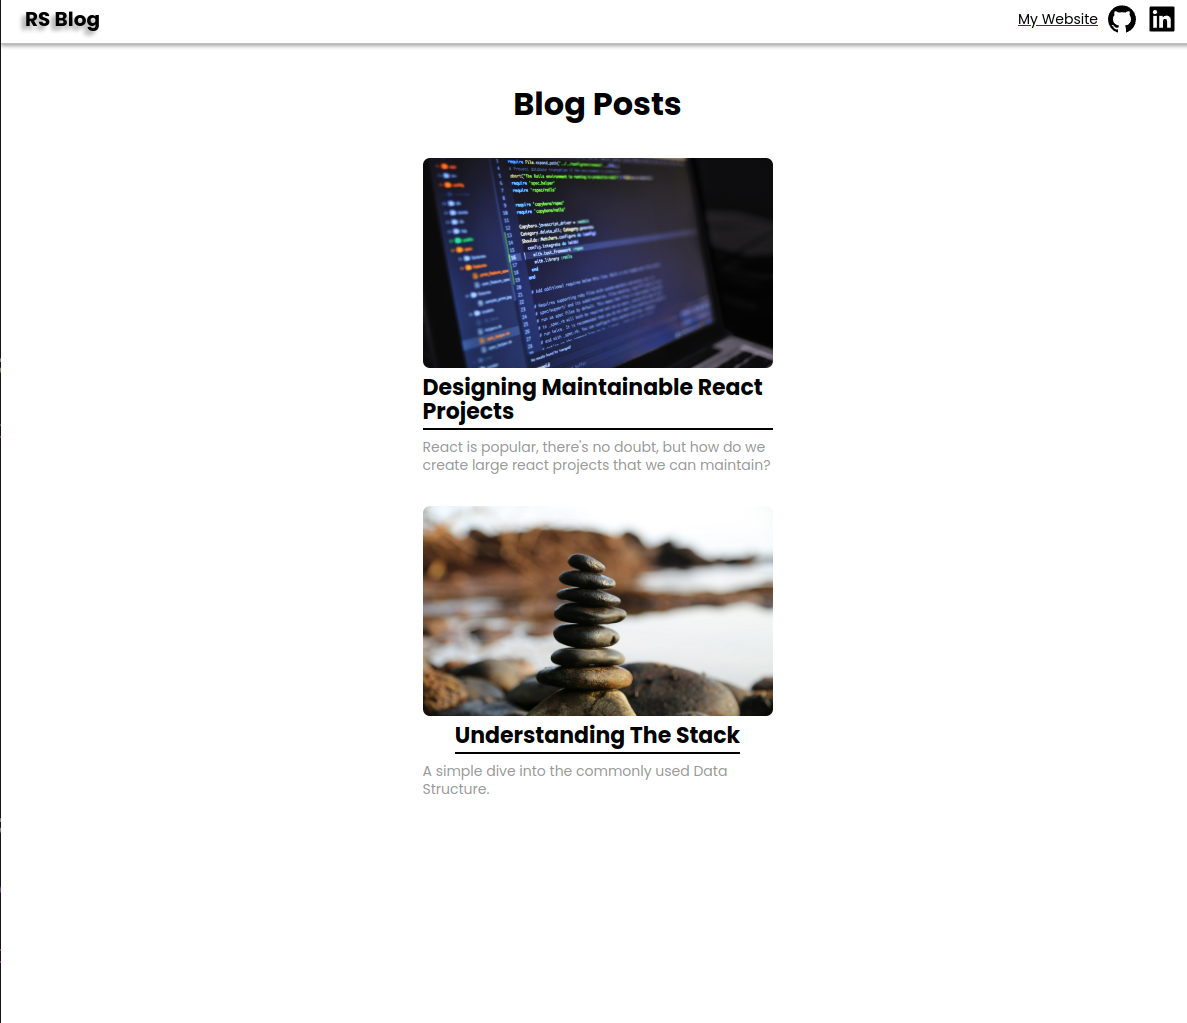 RS Blog
My Website
Blog Posts
Designing Maintainable React
Projects
React is popular, there's no doubt, but how do we
create large react projects that we can maintain?
Understanding The Stack
A simple dive into the commonly used Data
Structure.